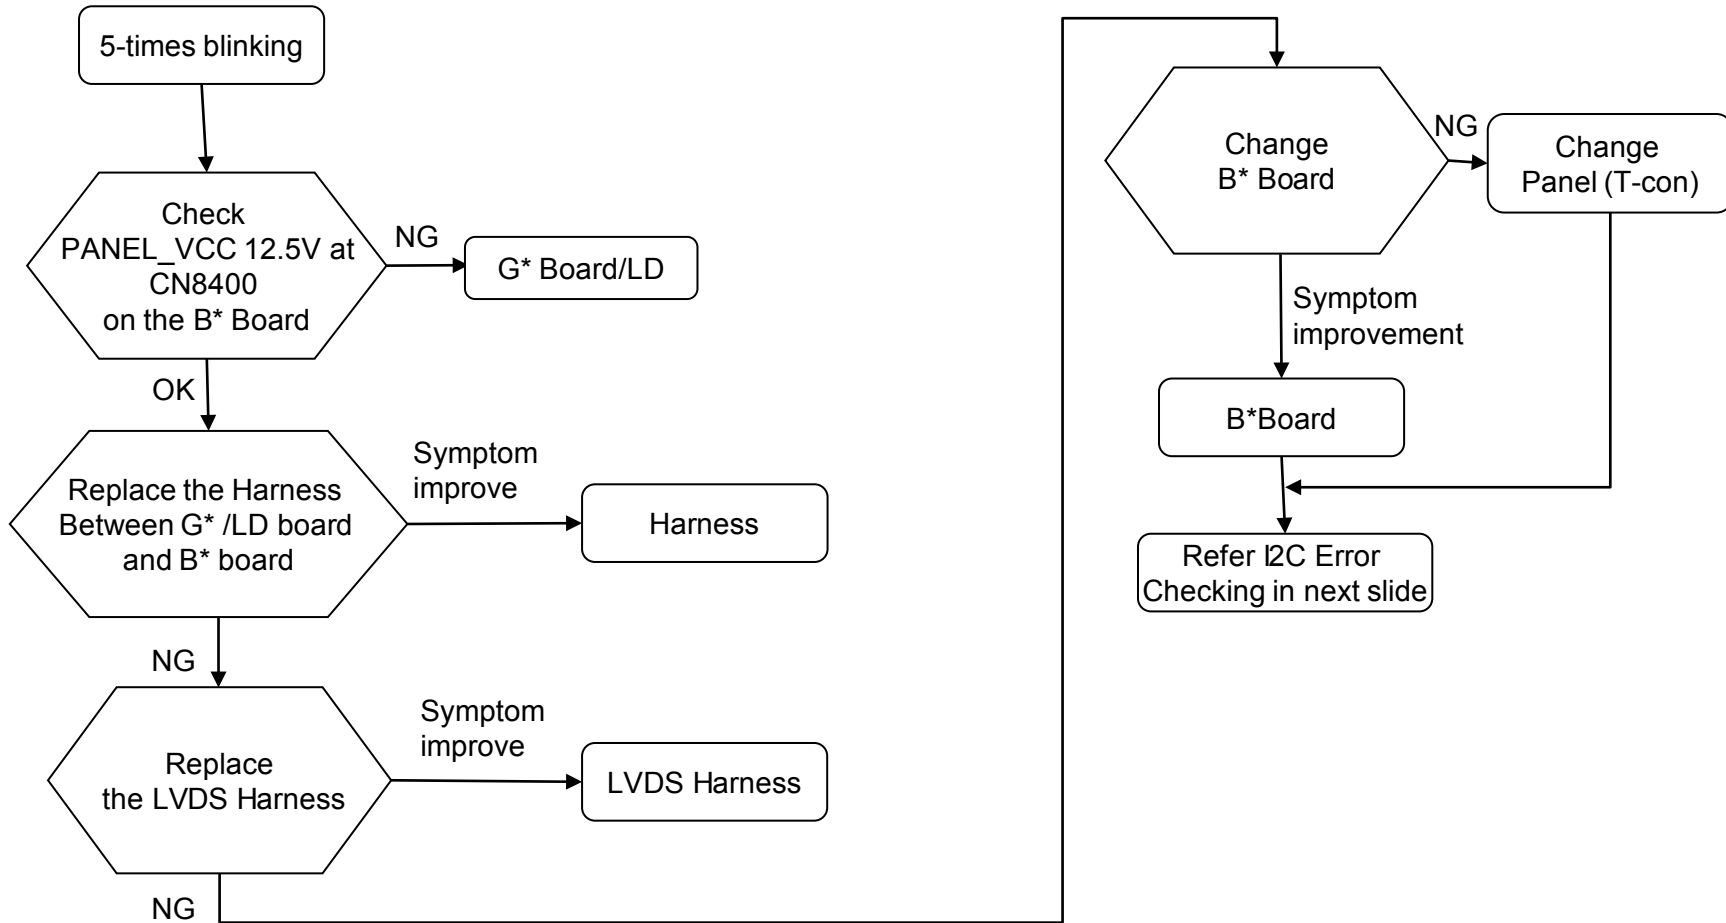 5-times blinking
Check
PANEL_VCC 12.5V at
CN8400
on the B* Board
NG
G* Board/LD
OK
Replace the Harness
Between G* /LD board
and B* board
Symptom
improve
Harness
NG
Replace
the LVDS Harness
Symptom
improve
LVDS Harness
NG
Change
B* Board
NG
Change
Panel (T-con)
Symptom
improvement
B*Board
Refer I2C Error
Checking in next slide